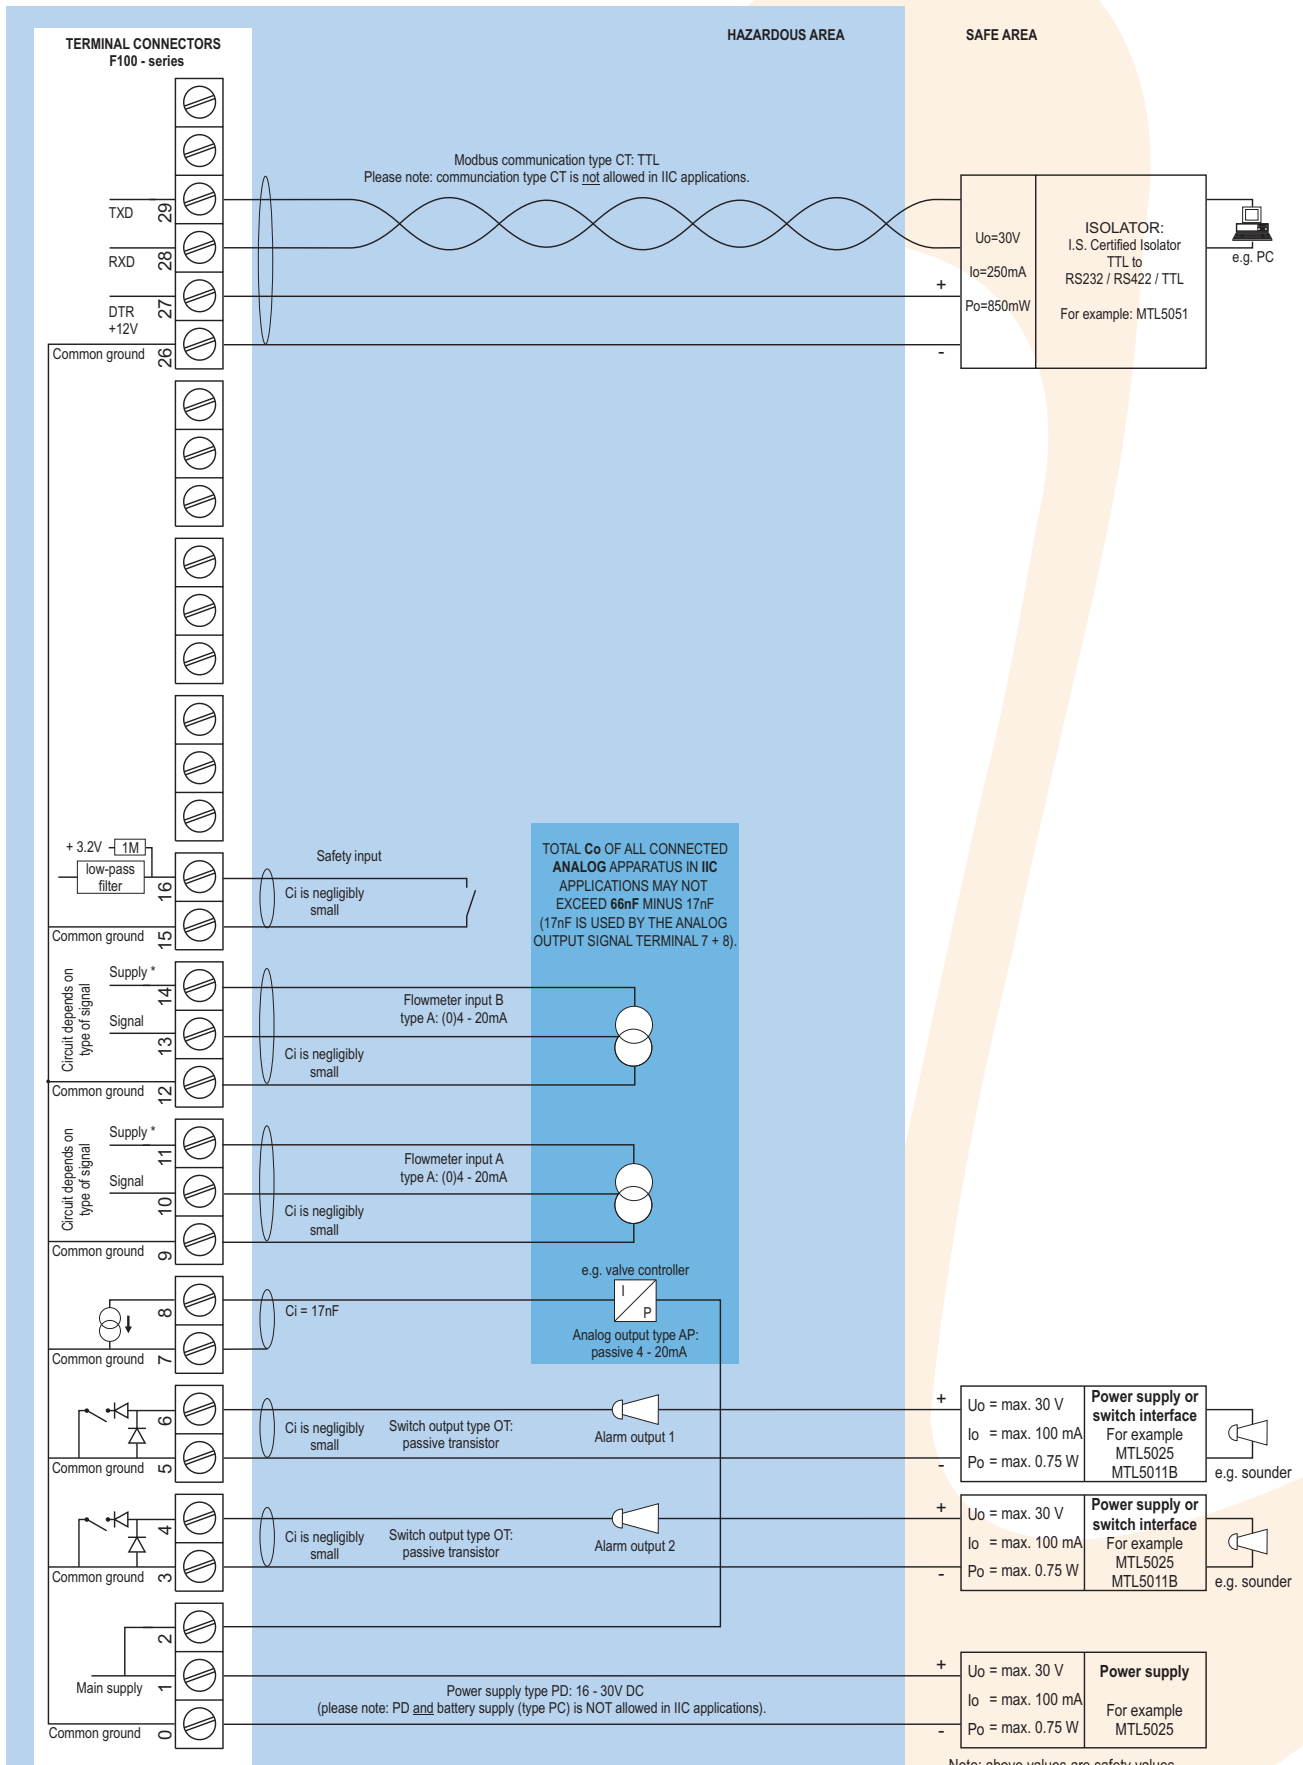 TERMINAL CONNECTORS
F100 - series
HAZARDOUS AREA
SAFE AREA
Modbus communication type CT: TTL
Please note: communciation type CT is not allowed in IIC applications.
TXD
29
RXD
28
DTR
+12V
27
Common ground
26
+
-
Uo=30V
Io=250mA
Po=850mW
ISOLATOR:
I.S. Certified Isolator
TTL to
RS232 / RS422 / TTL
For example: MTL5051
e.g. PC
+ 3.2V
1M
low-pass
filter
16
Common ground
15
Safety input
Ci is negligibly
small
TOTAL Co OF ALL CONNECTED
ANALOG APPARATUS IN IIC
APPLICATIONS MAY NOT
EXCEED 66nF MINUS 17nF
(17nF IS USED BY THE ANALOG
OUTPUT SIGNAL TERMINAL 7 + 8).
Circuit depends on
type of signal
Supply *
14
Signal
13
Common ground
12
Flowmeter input B
type A: (0)4 - 20mA
Ci is negligibly
small
Circuit depends on
type of signal
Supply *
11
Signal
10
Common ground
9
Flowmeter input A
type A: (0)4 - 20mA
Ci is negligibly
small
8
Common ground
7
Ci = 17nF
e.g. valve controller
I
P
Analog output type AP:
passive 4 - 20mA
6
Common ground
5
Ci is negligibly
small
Switch output type OT:
passive transistor
Alarm output 1
+
-
Uo = max. 30 V
Io = max. 100 mA
Po = max. 0.75 W
Power supply or
switch interface
For example
MTL5025
MTL5011B
e.g. sounder
4
Common ground
3
Ci is negligibly
small
Switch output type OT:
passive transistor
Alarm output 2
+
-
Uo = max. 30 V
Io = max. 100 mA
Po = max. 0.75 W
Power supply or
switch interface
For example
MTL5025
MTL5011B
e.g. sounder
2
Main supply
1
Common ground
0
Power supply type PD: 16 - 30V DC
(please note: PD and battery supply (type PC) is NOT allowed in IIC applications).
+
-
Uo = max. 30 V
Io = max. 100 mA
Po = max. 0.75 W
Power supply
For example
MTL5025
Note: above values are safety values